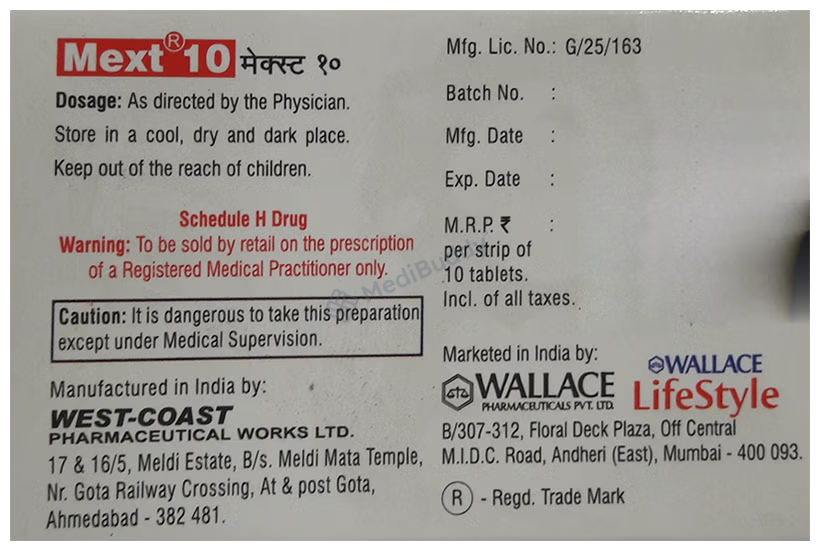 Mext® 10 मेक्स्ट १०
Dosage: As directed by the Physician.
Store in a cool, dry and dark place.
Keep out of the reach of children.
Schedule H Drug
Warning: To be sold by retail on the prescription
of a Registered Medical Practitioner only.
Caution: It is dangerous to take this preparation
except under Medical Supervision.
Manufactured in India by:
WEST-COAST
PHARMACEUTICAL WORKS LTD.
17 & 16/5, Meldi Estate, B/s. Meldi Mata Temple,
Nr. Gota Railway Crossing, At & post Gota,
Ahmedabad - 382 481.
Mfg. Lic. No.: G/25/163
Batch No. :
Mfg. Date :
Exp. Date :
M.R.P. ₹ :
per strip of
10 tablets.
Incl. of all taxes.
Marketed in India by:
WALLACE
PHARMACEUTICALS PVT. LTD.
WALLACE
LifeStyle
B/307-312, Floral Deck Plaza, Off Central
M.I.D.C. Road, Andheri (East), Mumbai - 400 093.
® - Regd. Trade Mark
MediBuddy